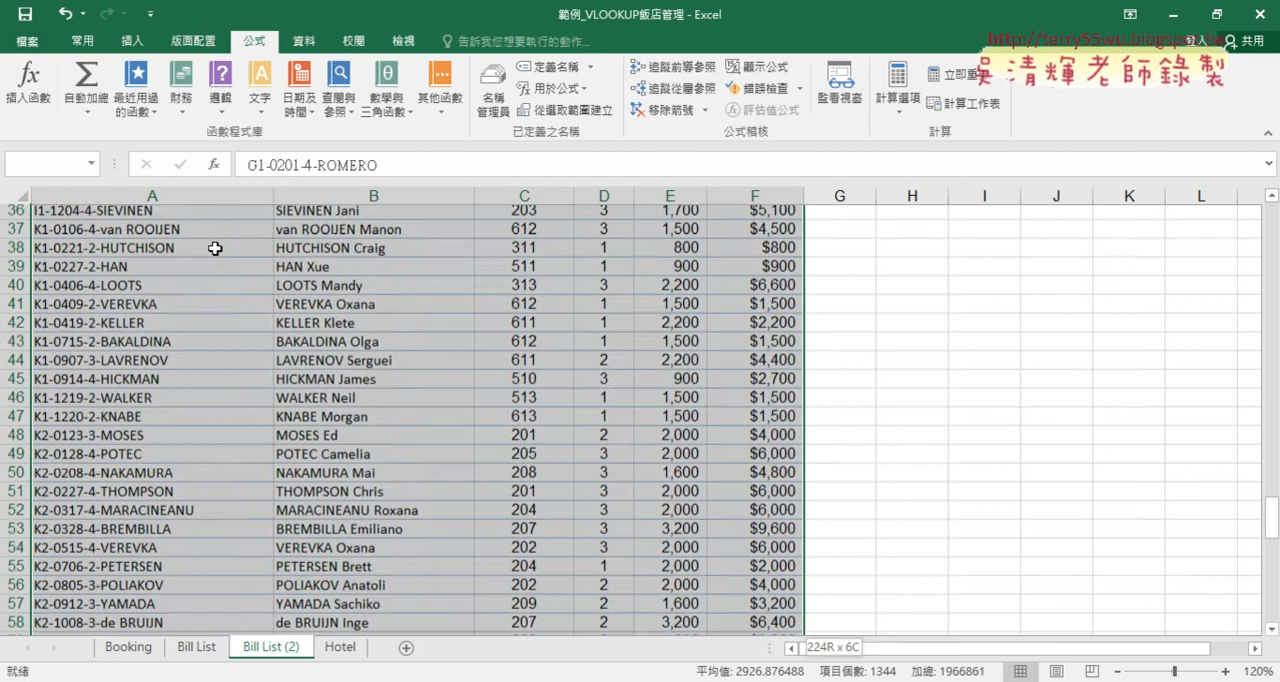 範例_VLOOKUP飯店管理 - Excel
http://terry55wu.blogspot.tw
吳清輝老師錄製
檔案 常用 插入 版面配置 公式 資料 校閱 檢視 告訴我您想要執行的動作... 登入 共用
插入函數 自動加總 最近用過的函數 財務 邏輯 文字 日期及時間 查閱與參照 數學與三角函數 其他函數 名稱管理員 定義名稱 用於公式 從選取範圍建立 追蹤前導參照 追蹤從屬參照 移除箭號 顯示公式 錯誤檢查 評估值公式 監看視窗 計算選項 立即重算 計算工作表
函數程式庫 已定義之名稱 公式稽核 計算
fx G1-0201-4-ROMERO
A B C D E F G H I J K L
36 I1-1204-4-SIEVINEN SIEVINEN Jani 203 3 1,700 $5,100
37 K1-0106-4-van ROOIJEN van ROOIJEN Manon 612 3 1,500 $4,500
38 K1-0221-2-HUTCHISON HUTCHISON Craig 311 1 800 $800
39 K1-0227-2-HAN HAN Xue 511 1 900 $900
40 K1-0406-4-LOOTS LOOTS Mandy 313 3 2,200 $6,600
41 K1-0409-2-VEREVKA VEREVKA Oxana 612 1 1,500 $1,500
42 K1-0419-2-KELLER KELLER Klete 611 1 2,200 $2,200
43 K1-0715-2-BAKALDINA BAKALDINA Olga 612 1 1,500 $1,500
44 K1-0907-3-LAVRENOV LAVRENOV Serguei 611 2 2,200 $4,400
45 K1-0914-4-HICKMAN HICKMAN James 510 3 900 $2,700
46 K1-1219-2-WALKER WALKER Neil 513 1 1,500 $1,500
47 K1-1220-2-KNABE KNABE Morgan 613 1 1,500 $1,500
48 K2-0123-3-MOSES MOSES Ed 201 2 2,000 $4,000
49 K2-0128-4-POTEC POTEC Camelia 205 3 2,000 $6,000
50 K2-0208-4-NAKAMURA NAKAMURA Mai 208 3 1,600 $4,800
51 K2-0227-4-THOMPSON THOMPSON Chris 201 3 2,000 $6,000
52 K2-0317-4-MARACINEANU MARACINEANU Roxana 204 3 2,000 $6,000
53 K2-0328-4-BREMBILLA BREMBILLA Emiliano 207 3 3,200 $9,600
54 K2-0515-4-VEREVKA VEREVKA Oxana 202 3 2,000 $6,000
55 K2-0706-2-PETERSEN PETERSEN Brett 204 1 2,000 $2,000
56 K2-0805-3-POLIAKOV POLIAKOV Anatoli 202 2 2,000 $4,000
57 K2-0912-3-YAMADA YAMADA Sachiko 209 2 1,600 $3,200
58 K2-1008-3-de BRUIJN de BRUIJN Inge 207 2 3,200 $6,400
Booking Bill List Bill List (2) Hotel 224R x 6C
就緒 平均值: 2926.876488 項目個數: 1344 加總: 1966861 120%